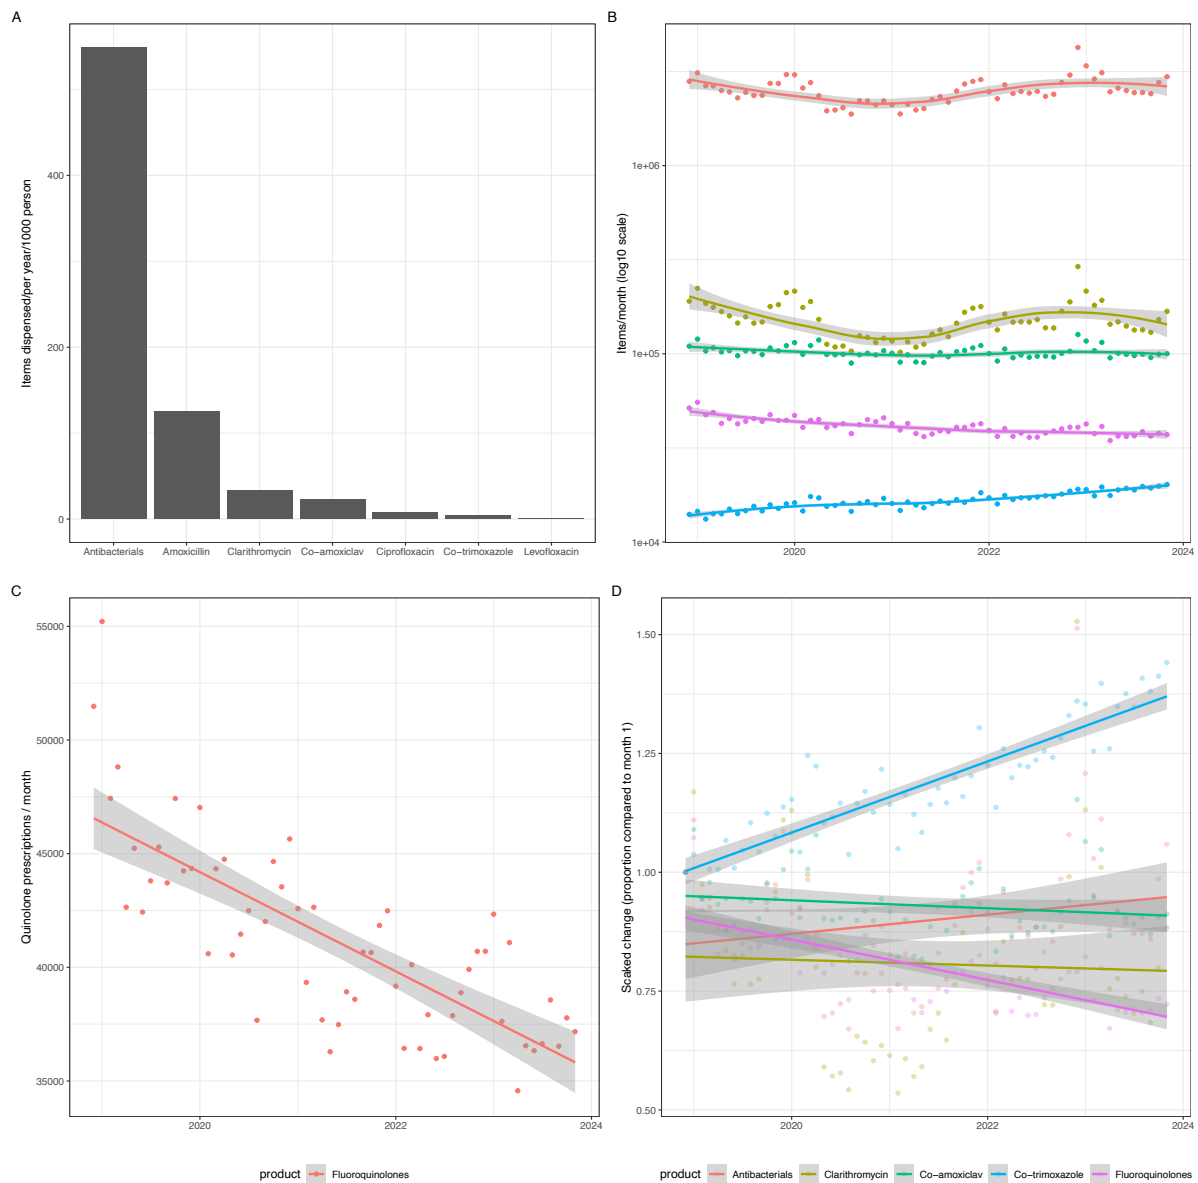 A
Items dispensed/per year/1000 person
400
200
0
Antibacterials Amoxicillin Clarithromycin Co-amoxiclav Ciprofloxacin Co-trimoxazole Levofloxacin
B
Items/month (log10 scale)
1e+06
1e+05
1e+04
2020 2022 2024
C
Quinolone prescriptions / month
55000
50000
45000
40000
35000
2020 2022 2024
product Fluoroquinolones
D
Scaked change (proportion compared to month 1)
1.50
1.25
1.00
0.75
0.50
2020 2022 2024
product Antibacterials Clarithromycin Co-amoxiclav Co-trimoxazole Fluoroquinolones